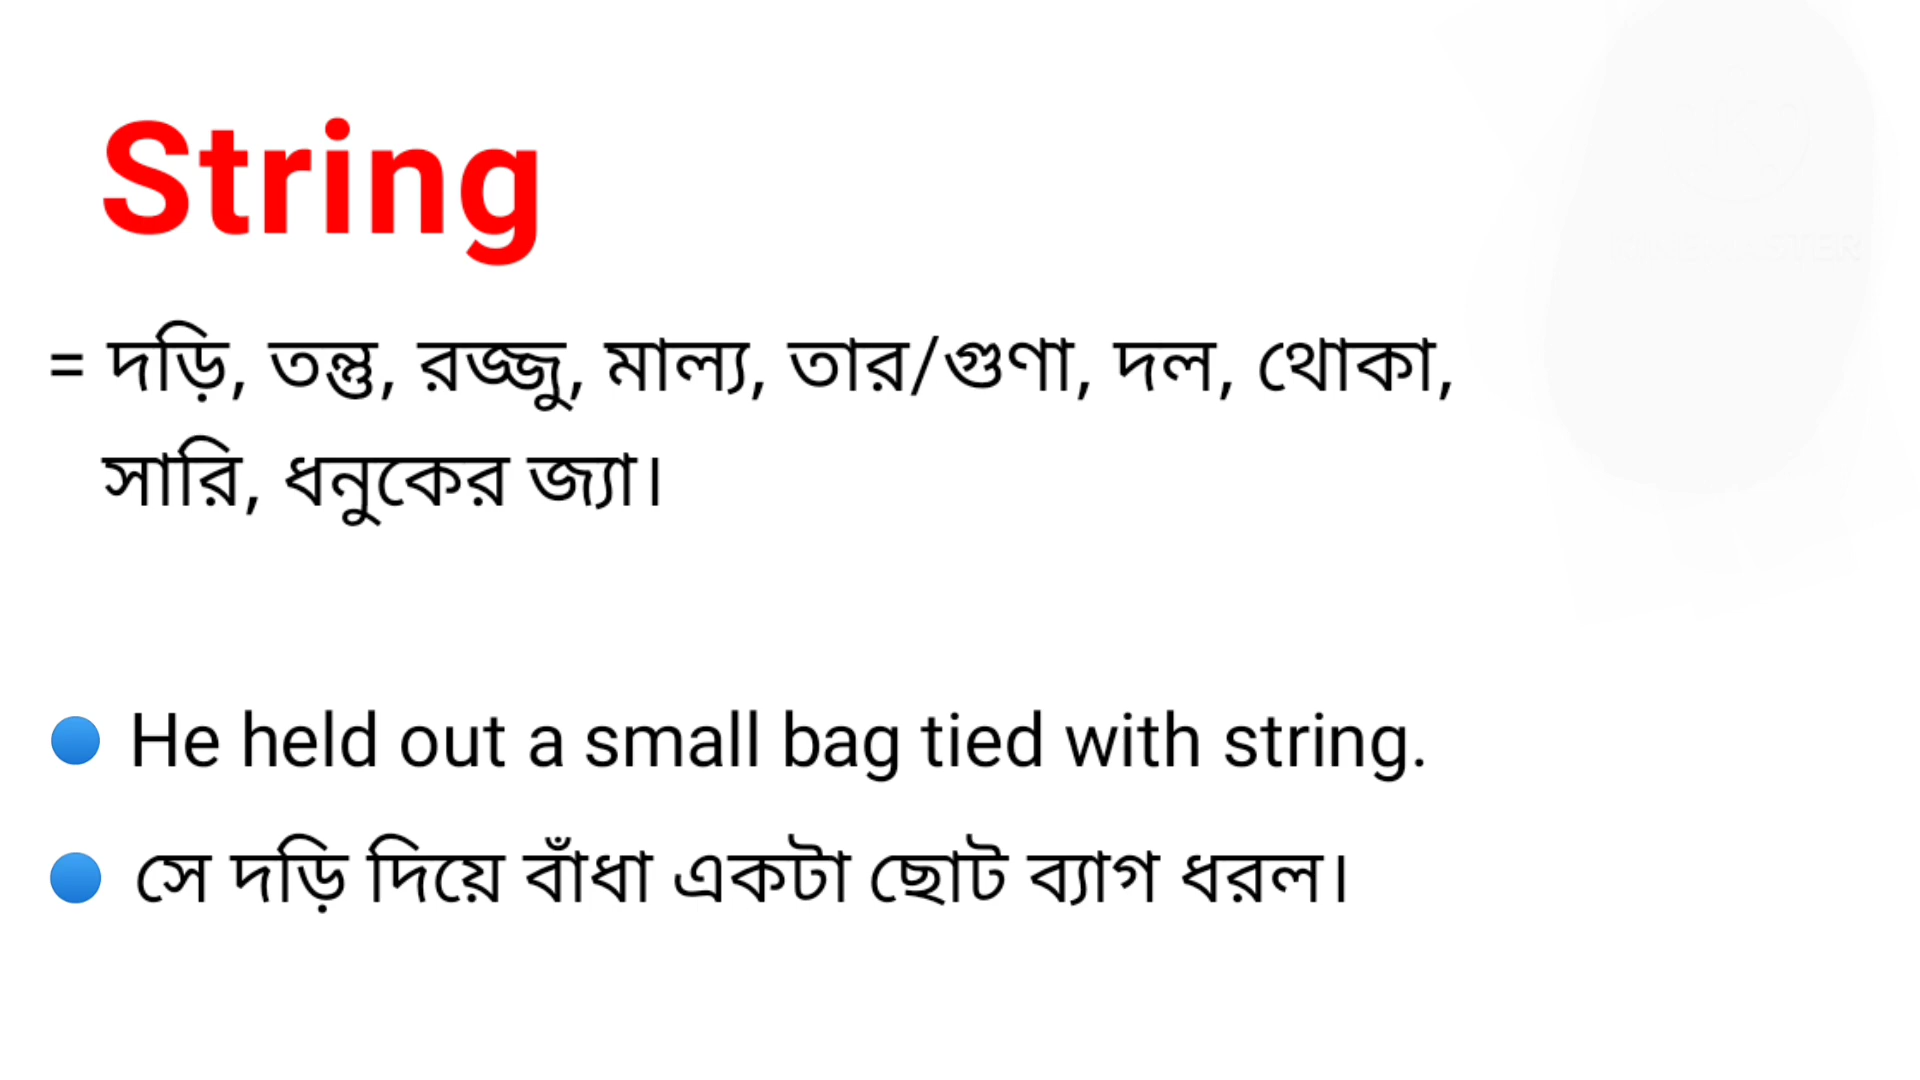 String
= দড়ি, তন্তু, রজ্জু, মাল্য, তার/গুণা, দল, থোকা,
সারি, ধনুকের জ্যা।
He held out a small bag tied with string.
সে দড়ি দিয়ে বাঁধা একটা ছোট ব্যাগ ধরল।